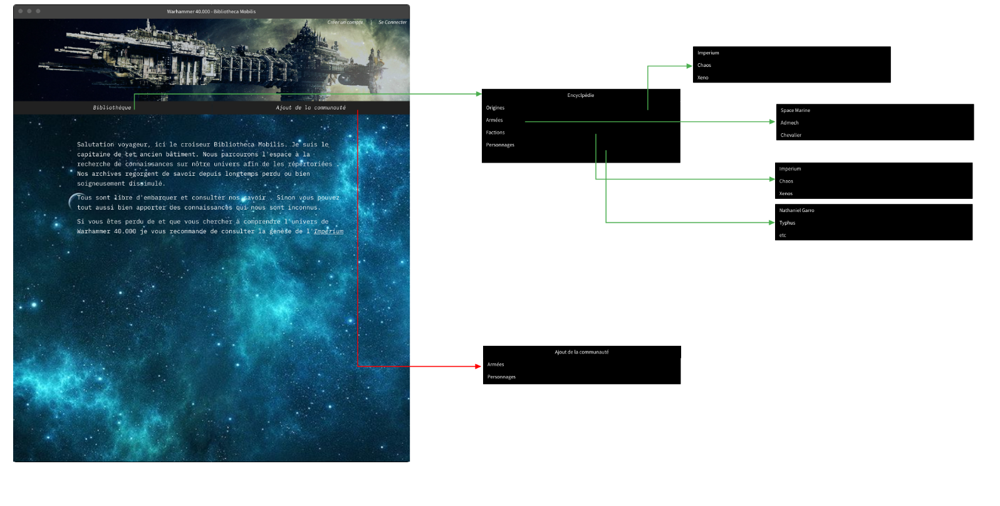 Warhammer 40.000 - Bibliotheca Mobilis
Créer un compte | Se Connecter
Bibliothèque
Ajout de la communauté
Salutation voyageur, ici le croiseur Bibliotheca Mobilis. Je suis le
capitaine de cet ancien bâtiment. Nous parcourons l'espace à la
recherche de connaissances sur nôtre univers afin de les répertoriées .
Nos archives regorgent de savoir depuis longtemps perdu ou bien
soigneusement dissimulé.
Tous sont libre d'embarquer et consulter nos savoir . Sinon vous pouvez
tout aussi bien apporter des connaissances qui nous sont inconnus.
Si vous êtes perdu de et que vous chercher à comprendre l'univers de
Warhammer 40.000 je vous recommande de consulter la genèse de l'Imperium
Encyclpédie
Origines
Armées
Factions
Personnages
Imperium
Chaos
Xeno
Space Marine
Admech
Chevalier
Imperium
Chaos
Xenos
Nathaniel Garro
Typhus
etc
Ajout de la communauté
Armées
Personnages